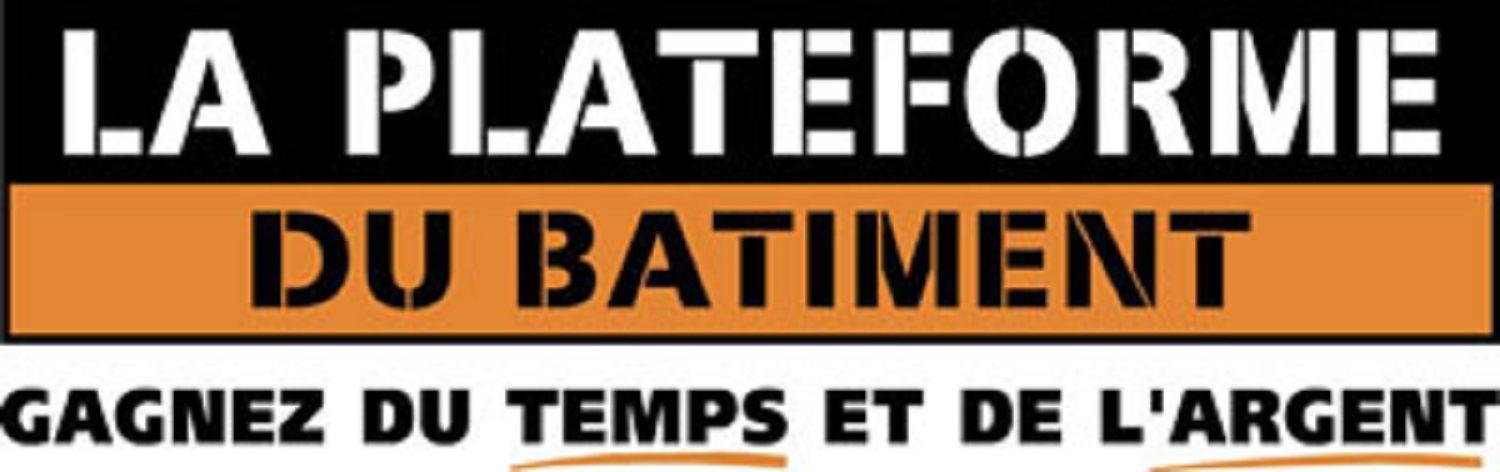 LA PLATEFORME
DU BATIMENT
GAGNEZ DU TEMPS ET DE L'ARGENT